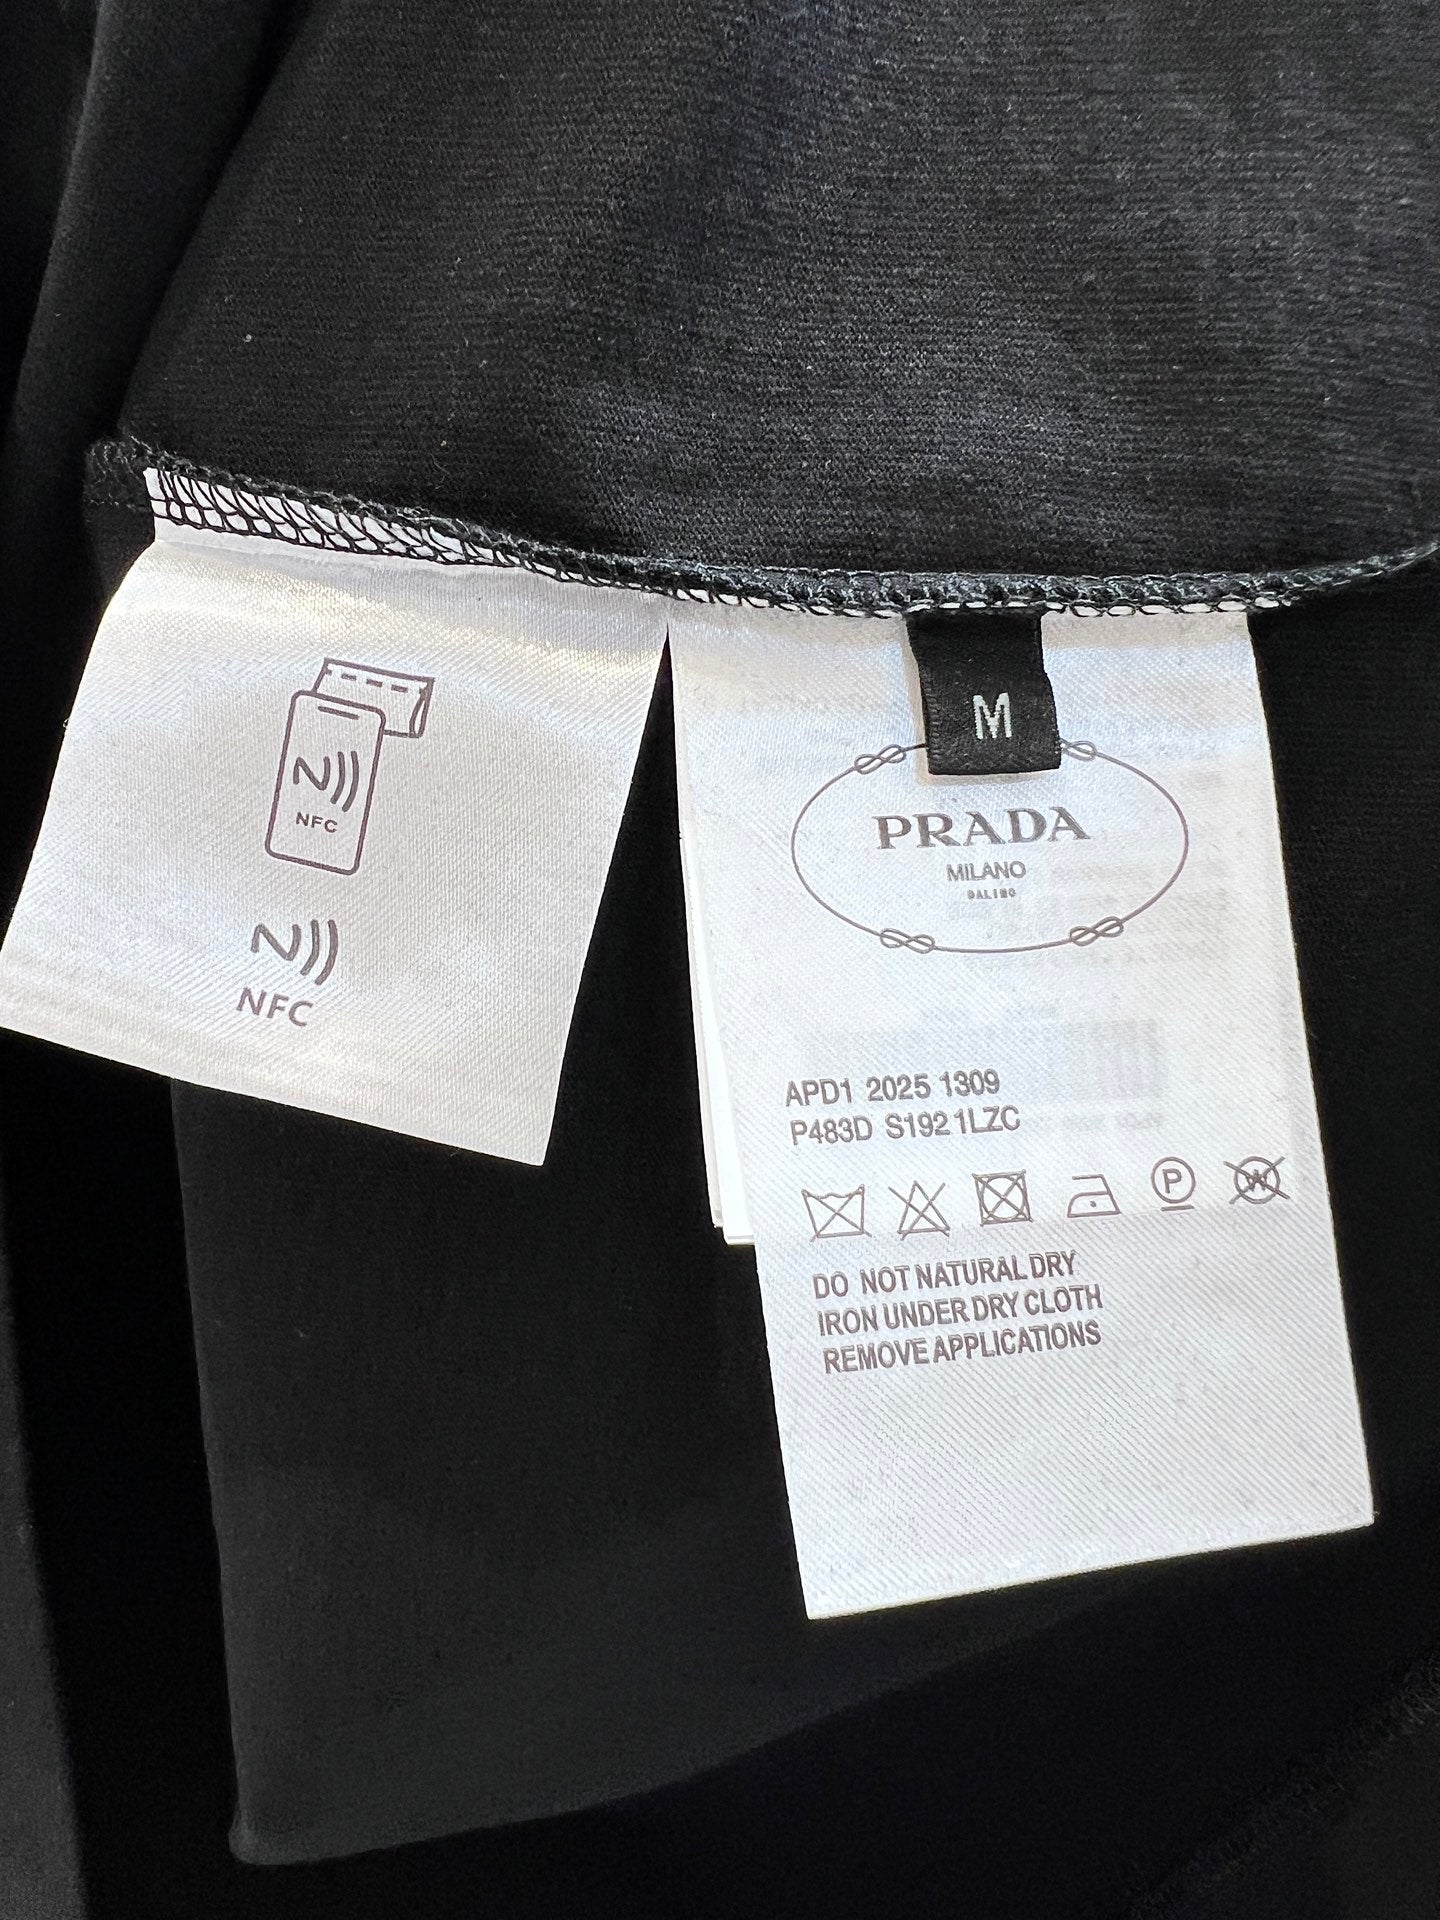 NFC
NFC
M
PRADA
MILANO
DALINO
APD1 2025 1309
P483D S192 1LZC
P
W
DO NOT NATURAL DRY
IRON UNDER DRY CLOTH
REMOVE APPLICATIONS